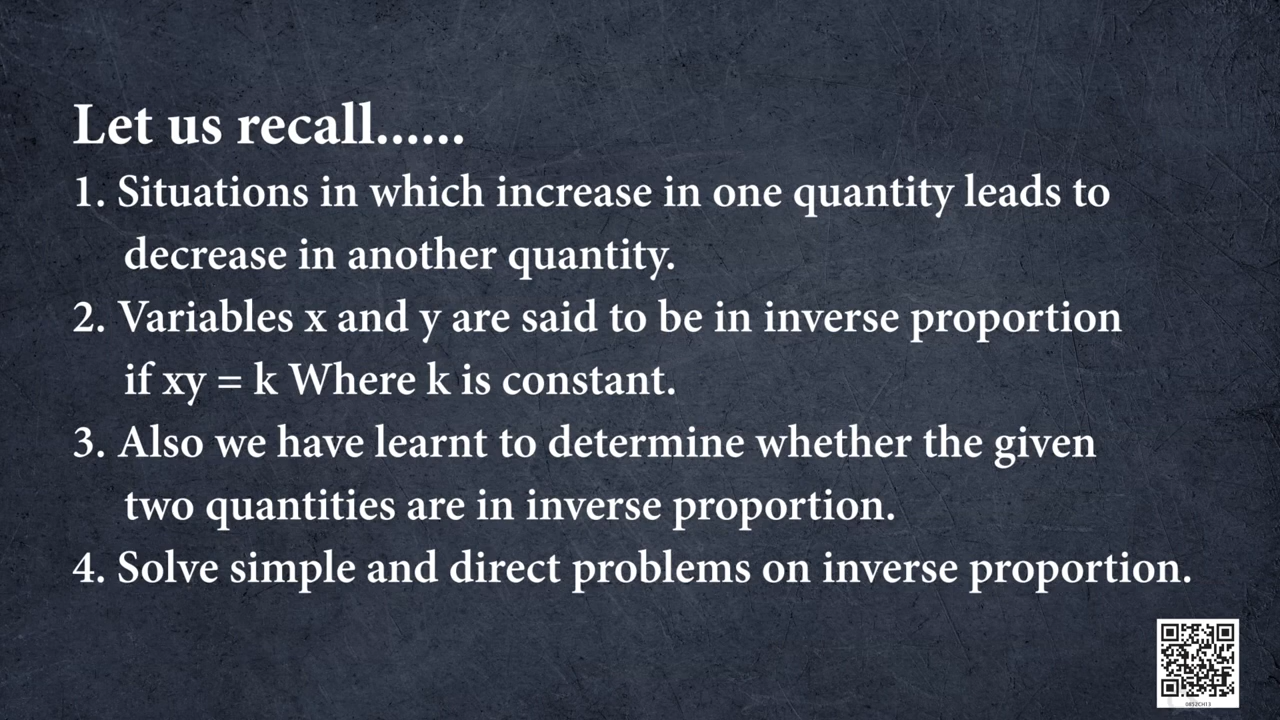 Let us recall......
1. Situations in which increase in one quantity leads to
decrease in another quantity.
2. Variables x and y are said to be in inverse proportion
if xy = k Where k is constant.
3. Also we have learnt to determine whether the given
two quantities are in inverse proportion.
4. Solve simple and direct problems on inverse proportion.
0852CH13